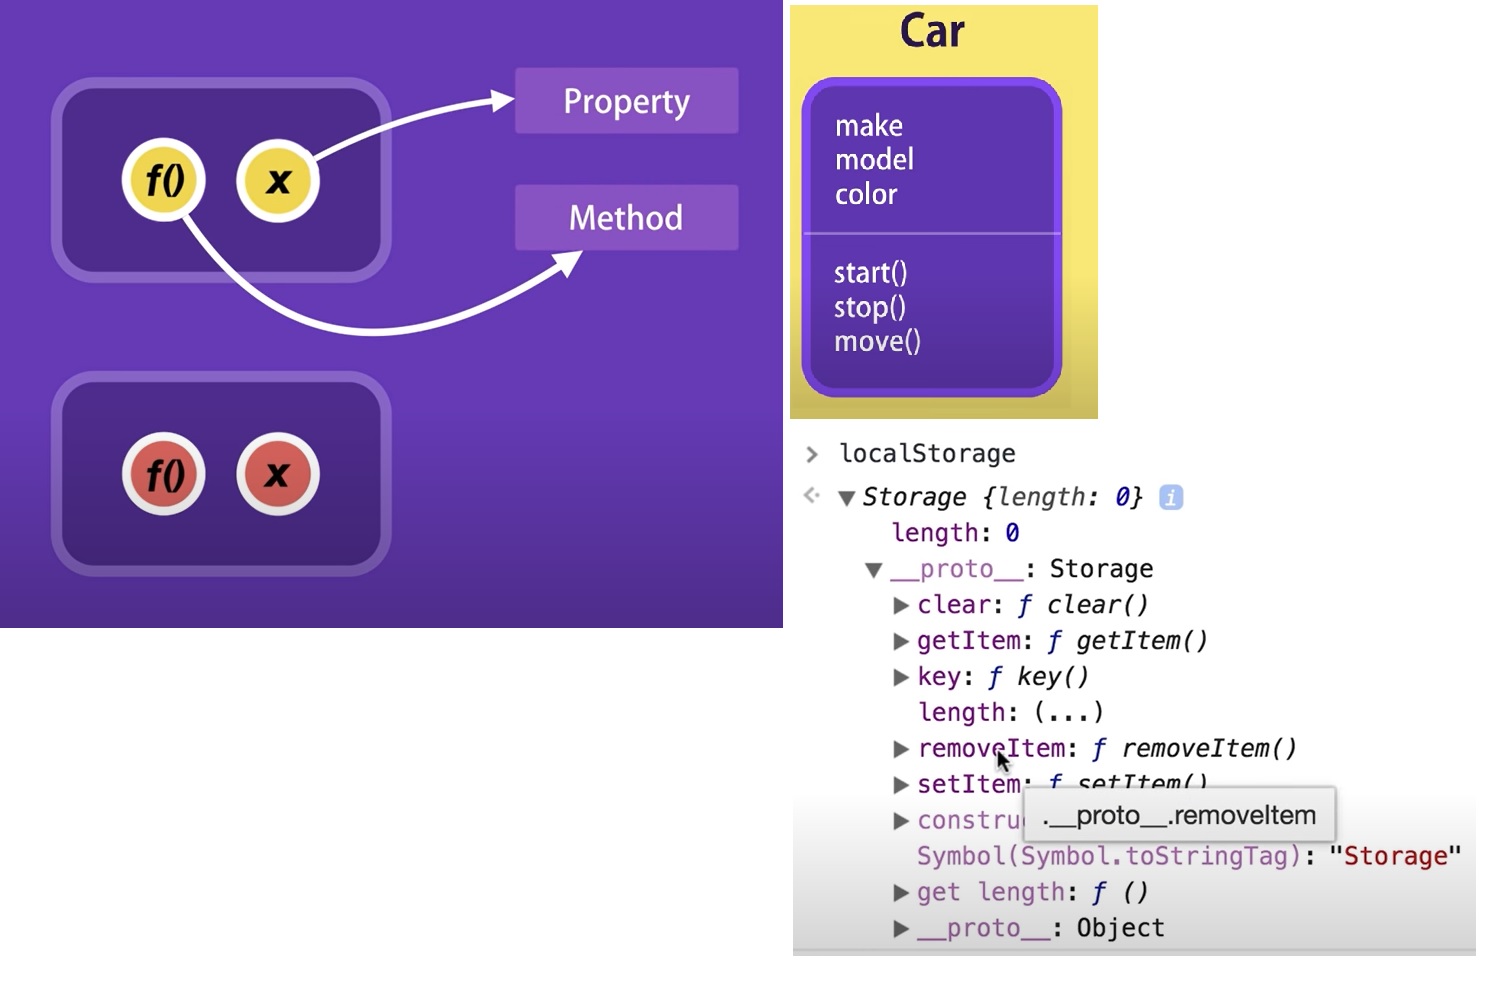 f() x
Property
Method
f() x
Car
make
model
color
start()
stop()
move()
> localStorage
Storage {length: 0} i
length: 0
__proto__: Storage
clear: ƒ clear()
getItem: ƒ getItem()
key: ƒ key()
length: (...)
removeItem: ƒ removeItem()
setItem: ƒ setItem()
constru
.__proto__.removeItem
Symbol(Symbol.toStringTag): "Storage"
get length: ƒ ()
__proto__: Object